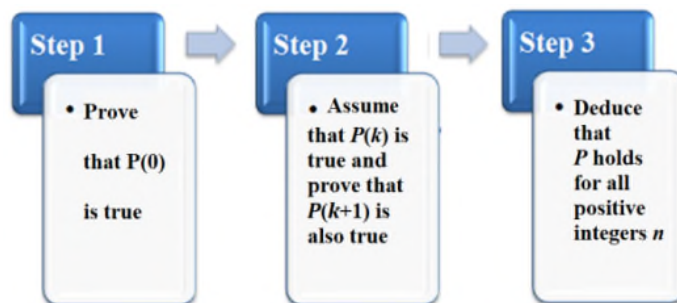 Step 1
• Prove
that P(0)
is true
Step 2
• Assume
that P(k) is
true and
prove that
P(k+1) is
also true
Step 3
• Deduce
that
P holds
for all
positive
integers n